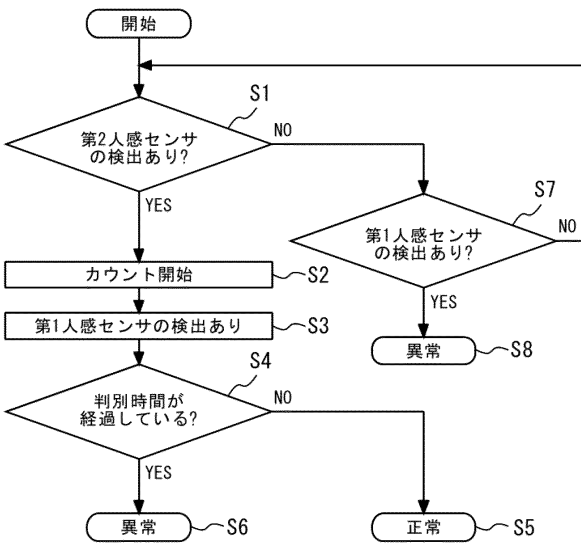 開始
S1
第2人感センサ
の検出あり?
NO
YES
S7
第1人感センサ
の検出あり?
NO
YES
カウント開始
S2
第1人感センサの検出あり
S3
異常
S8
S4
判別時間が
経過している?
NO
YES
異常
S6
正常
S5